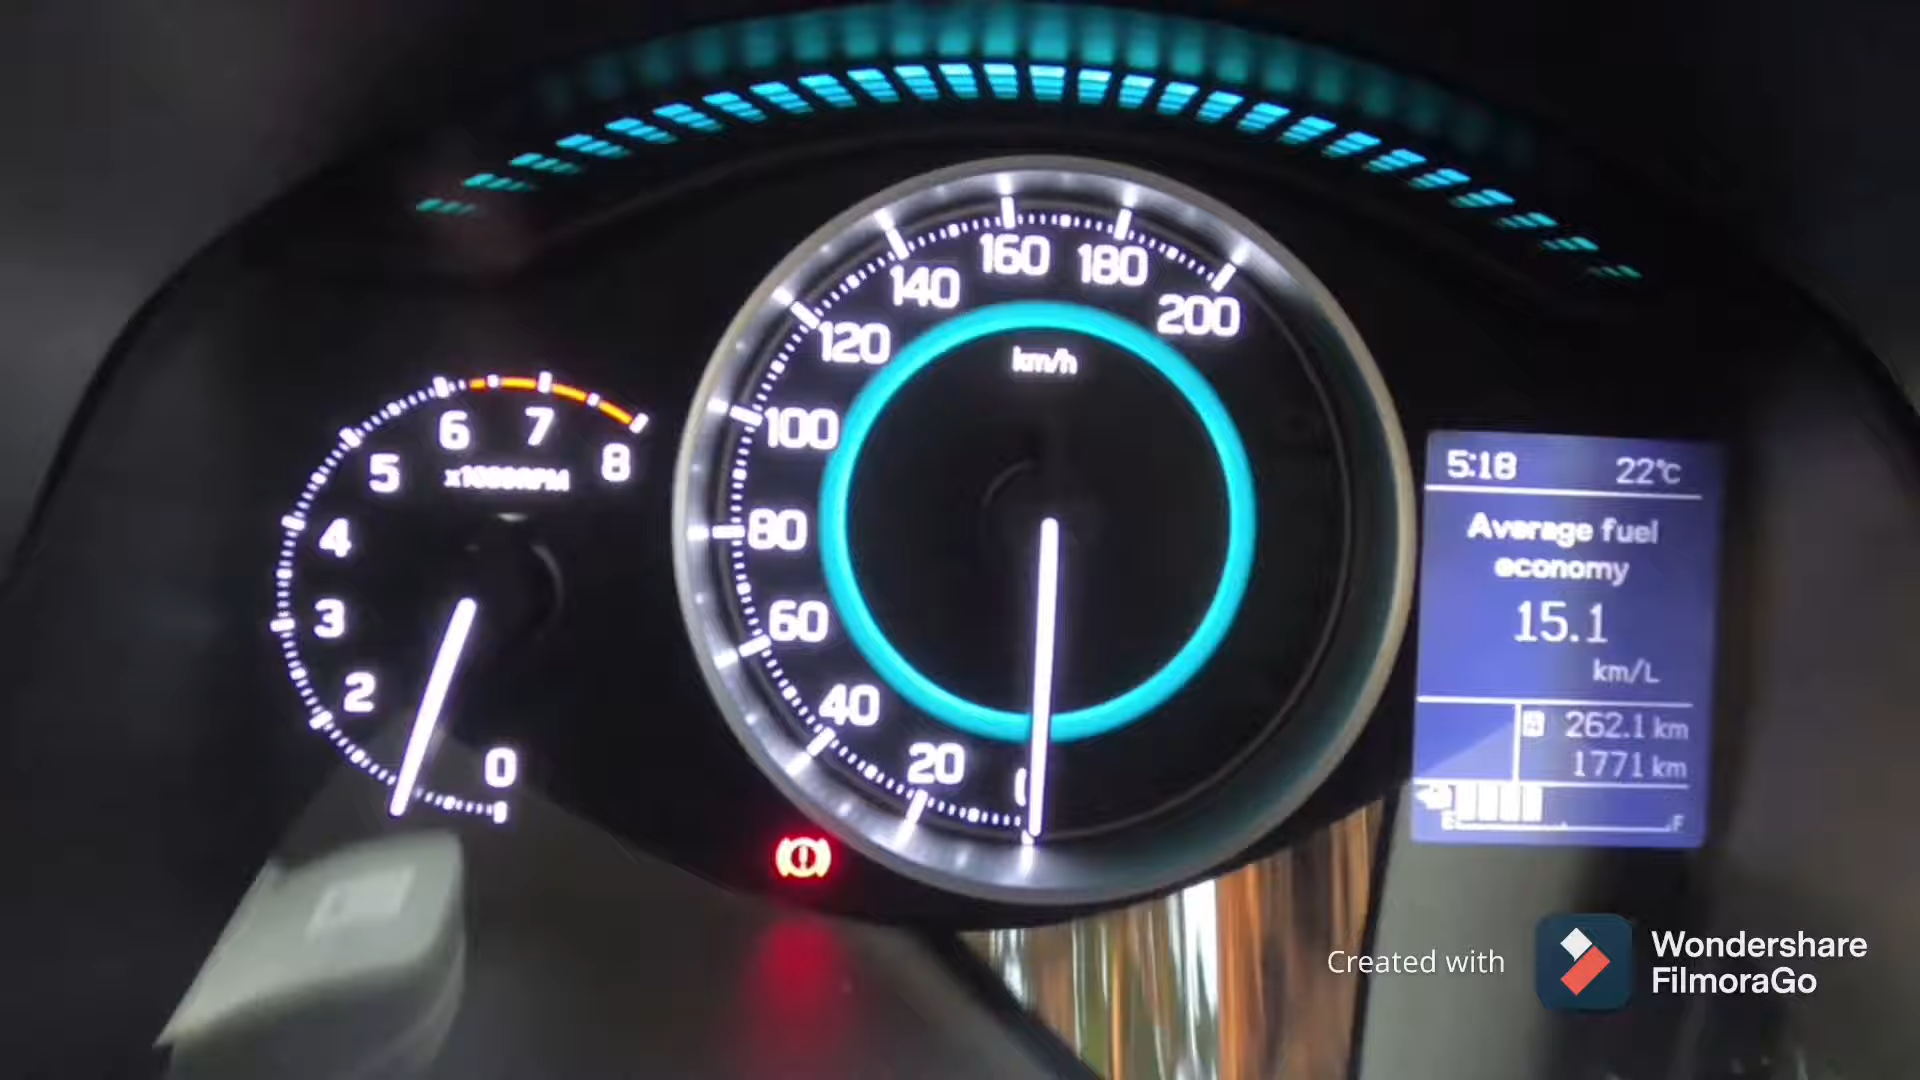 160
180
140
200
120
km/h
100
6
7
8
5
x1000RPM
80
4
3
60
2
40
20
0
5:18 22°C
Average fuel
economy
15.1
km/L
A 262.1 km
1771 km
E F
Created with
Wondershare
FilmoraGo